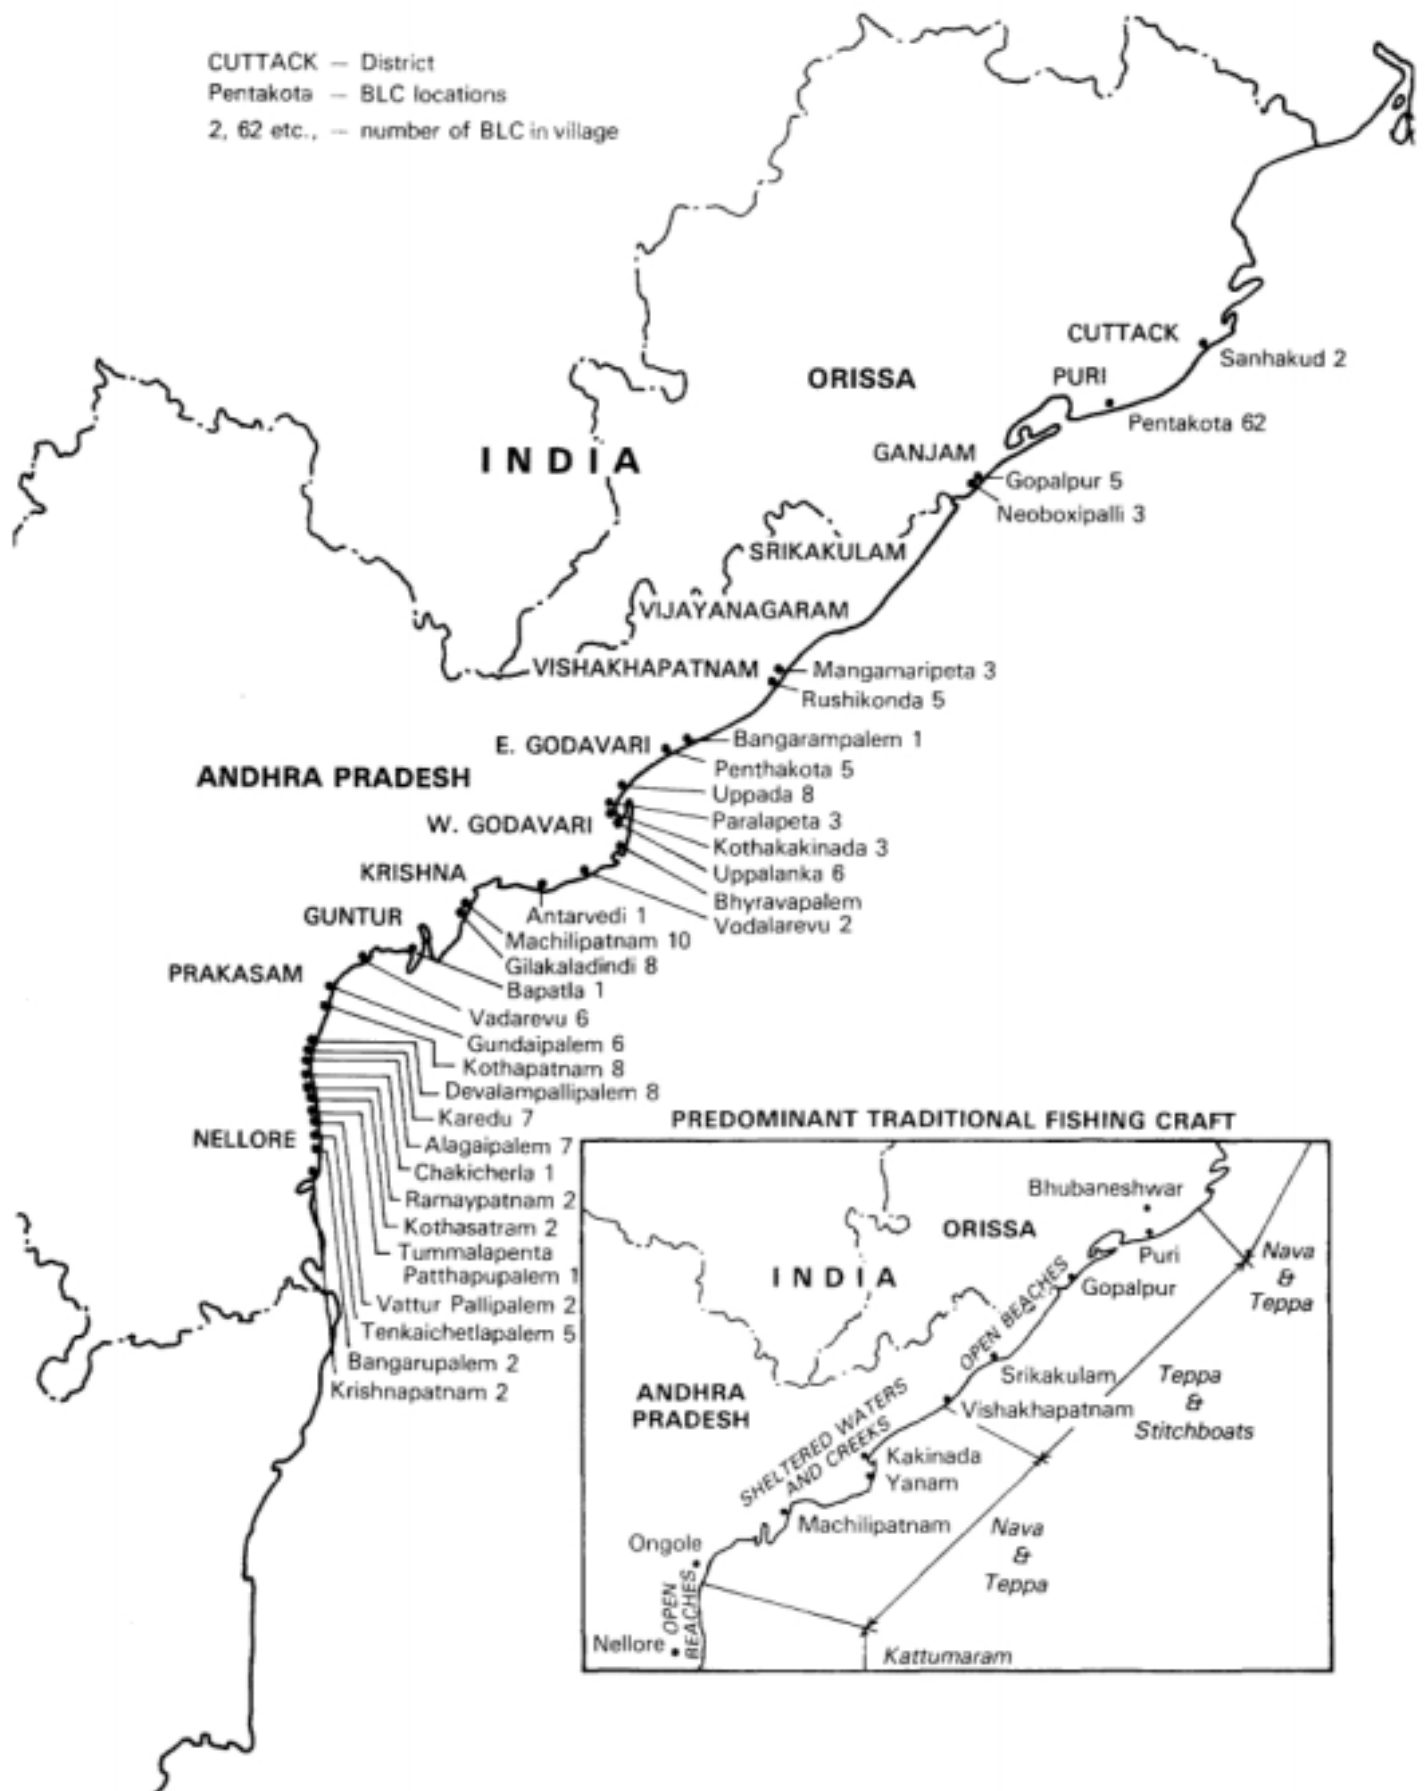 CUTTACK – District
Pentakota – BLC locations
2, 62 etc., – number of BLC in village
CUTTACK
Sanhakud 2
ORISSA
PURI
Pentakota 62
INDIA
GANJAM
Gopalpur 5
Neoboxipalli 3
SRIKAKULAM
VIJAYANAGARAM
VISHAKHAPATNAM
Mangamaripeta 3
Rushikonda 5
E. GODAVARI
Bangarampalem 1
Penthakota 5
ANDHRA PRADESH
Uppada 8
W. GODAVARI
Paralapeta 3
Kothakakinada 3
Uppalanka 6
KRISHNA
Bhyravapalem
Vodalarevu 2
GUNTUR
Antarvedi 1
Machilipatnam 10
Gilakaladindi 8
PRAKASAM
Bapatla 1
Vadarevu 6
Gundaipalem 6
Kothapatnam 8
Devalampallipalem 8
Karedu 7
NELLORE
Alagaipalem 7
Chakicherla 1
Ramaypatnam 2
Kothasatram 2
Tummalapenta
Patthapupalem 1
Vattur Pallipalem 2
Tenkaichetlapalem 5
Bangarupalem 2
Krishnapatnam 2
PREDOMINANT TRADITIONAL FISHING CRAFT
Bhubaneshwar
ORISSA
Puri
Nava
&
Teppa
INDIA
Gopalpur
OPEN BEACHES
Srikakulam
Teppa
&
Stitchboats
ANDHRA
PRADESH
Vishakhapatnam
SHELTERED WATERS
AND CREEKS
Kakinada
Yanam
Machilipatnam
Nava
&
Teppa
Ongole
OPEN
BEACHES
Nellore
Kattumaram